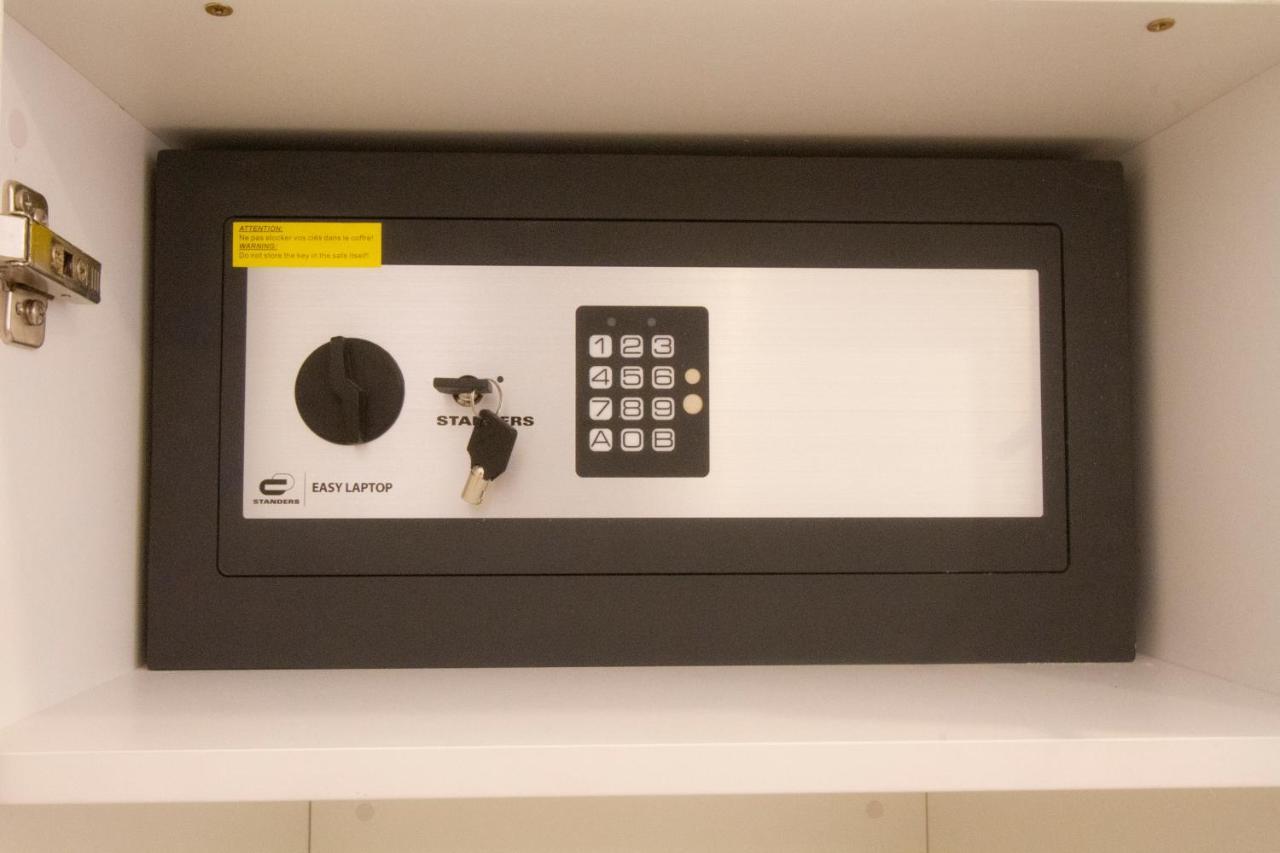 ATTENTION:
Ne pas stocker vos clés dans le coffre!
WARNING:
Do not store the key in the safe itself!
STANDERS
1 2 3
4 5 6
7 8 9
A 0 B
STANDERS
EASY LAPTOP